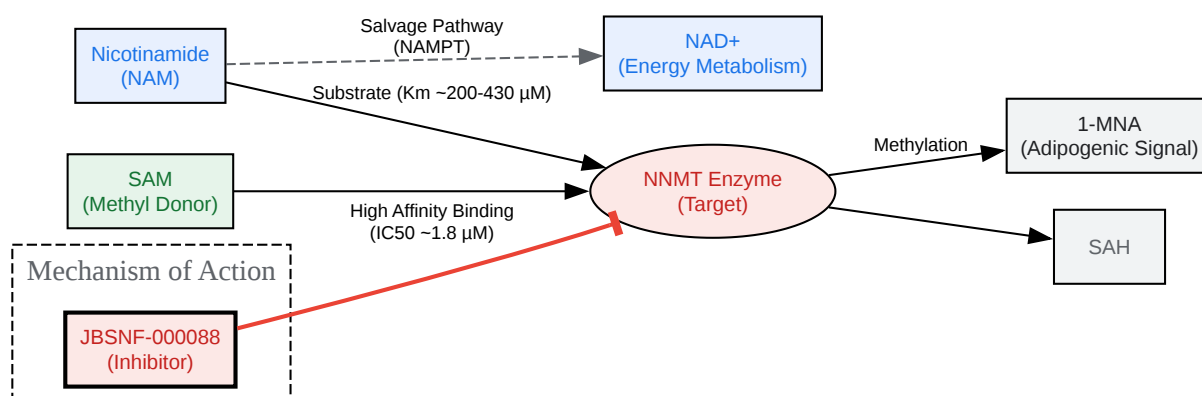 Salvage Pathway
(NAMPT)
Nicotinamide
(NAM)
NAD+
(Energy Metabolism)
Substrate (Km ~200-430 µM)
SAM
(Methyl Donor)
High Affinity Binding
(IC50 ~1.8 µM)
NNMT Enzyme
(Target)
Methylation
1-MNA
(Adipogenic Signal)
SAH
Mechanism of Action
JBSNF-000088
(Inhibitor)